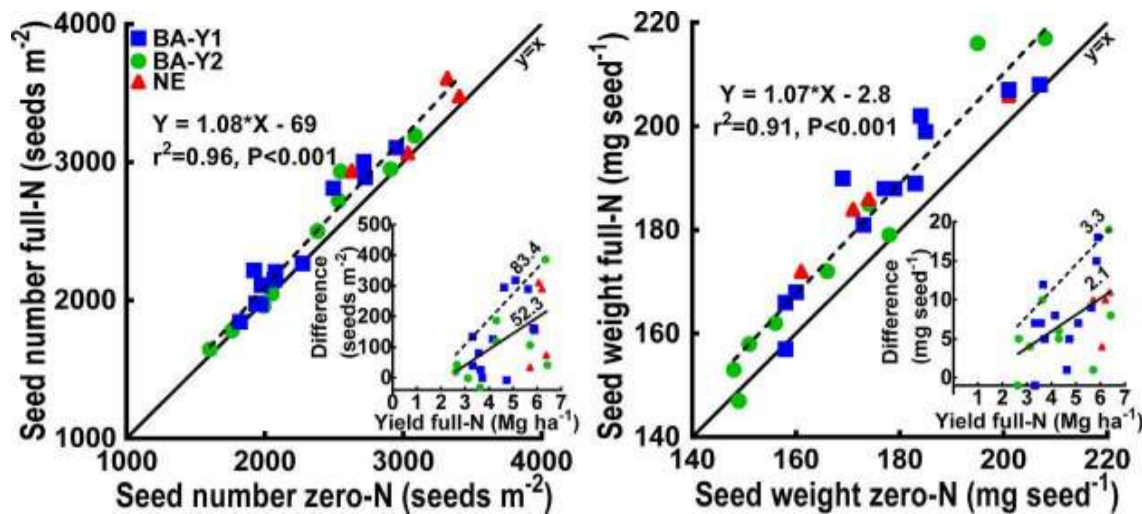 4000
3000
2000
1000
Seed number full-N (seeds m-2)
BA-Y1
BA-Y2
NE
Y = 1.08*X - 69
r2=0.96, P<0.001
y=x
500
400
300
200
100
0
Difference
(seeds m-2)
83.4
52.3
0 1 2 3 4 5 6 7
Yield full-N (Mg ha-1)
1000 2000 3000 4000
Seed number zero-N (seeds m-2)
220
200
180
160
140
Seed weight full-N (mg seed-1)
Y = 1.07*X - 2.8
r2=0.91, P<0.001
y=x
20
15
10
5
0
Difference
(mg seed-1)
3.3
2.1
1 2 3 4 5 6 7
Yield full-N (Mg ha-1)
140 160 180 200 220
Seed weight zero-N (mg seed-1)